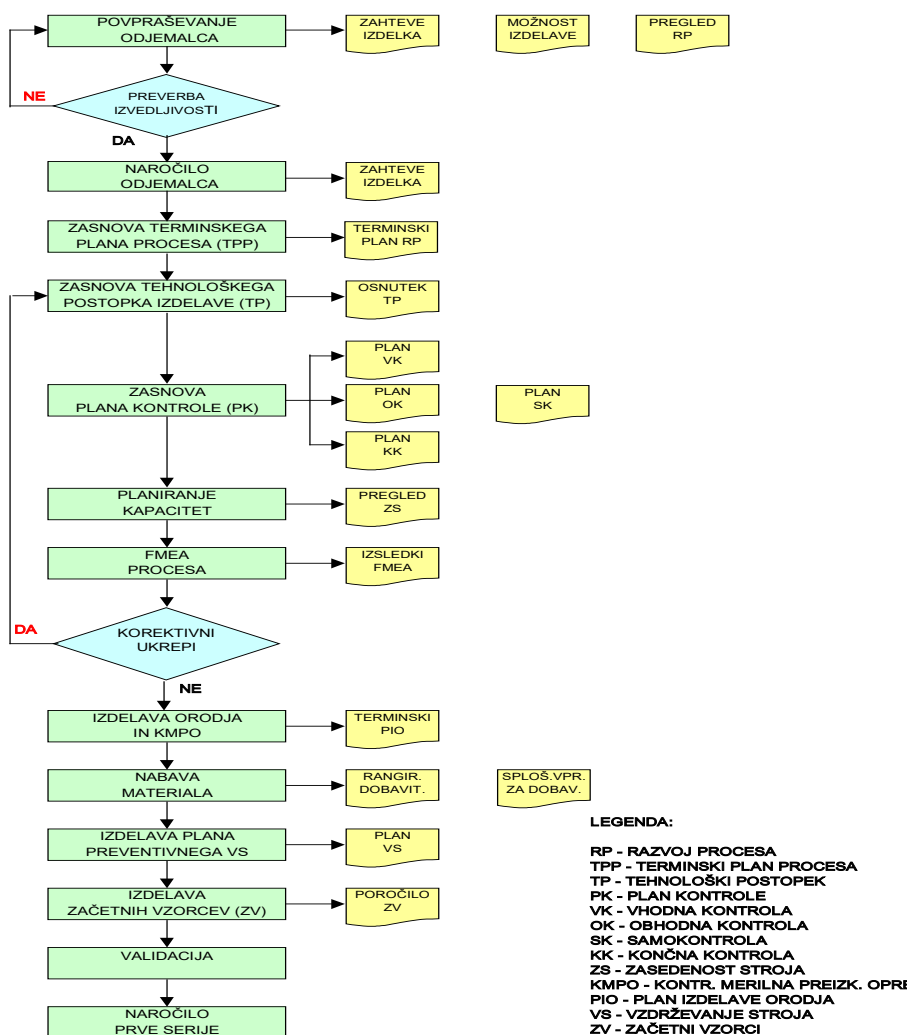 POVPRAŠEVANJE
ODJEMALCA
ZAHTEVE
IZDELKA
MOŽNOST
IZDELAVE
PREGLED
RP
NE
PREVERBA
IZVEDLJIVOSTI
DA
NAROČILO
ODJEMALCA
ZAHTEVE
IZDELKA
ZASNOVA TERMINSKEGA
PLANA PROCESA (TPP)
TERMINSKI
PLAN RP
ZASNOVA TEHNOLOŠKEGA
POSTOPKA IZDELAVE (TP)
OSNUTEK
TP
PLAN
VK
ZASNOVA
PLANA KONTROLE (PK)
PLAN
OK
PLAN
SK
PLAN
KK
PLANIRANJE
KAPACITET
PREGLED
ZS
FMEA
PROCESA
IZSLEDKI
FMEA
DA
KOREKTIVNI
UKREPI
NE
IZDELAVA ORODJA
IN KMPO
TERMINSKI
PIO
NABAVA
MATERIALA
RANGIR.
DOBAVIT.
SPLOŠ.VPR.
ZA DOBAV.
IZDELAVA PLANA
PREVENTIVNEGA VS
PLAN
VS
IZDELAVA
ZAČETNIH VZORCEV (ZV)
POROČILO
ZV
VALIDACIJA
NAROČILO
PRVE SERIJE
LEGENDA:
RP - RAZVOJ PROCESA
TPP - TERMINSKI PLAN PROCESA
TP - TEHNOLOŠKI POSTOPEK
PK - PLAN KONTROLE
VK - VHODNA KONTROLA
OK - OBHODNA KONTROLA
SK - SAMOKONTROLA
KK - KONČNA KONTROLA
ZS - ZASEDENOST STROJA
KMPO - KONTR. MERILNA PREIZK. OPRE
PIO - PLAN IZDELAVE ORODJA
VS - VZDRŽEVANJE STROJA
ZV - ZAČETNI VZORCI